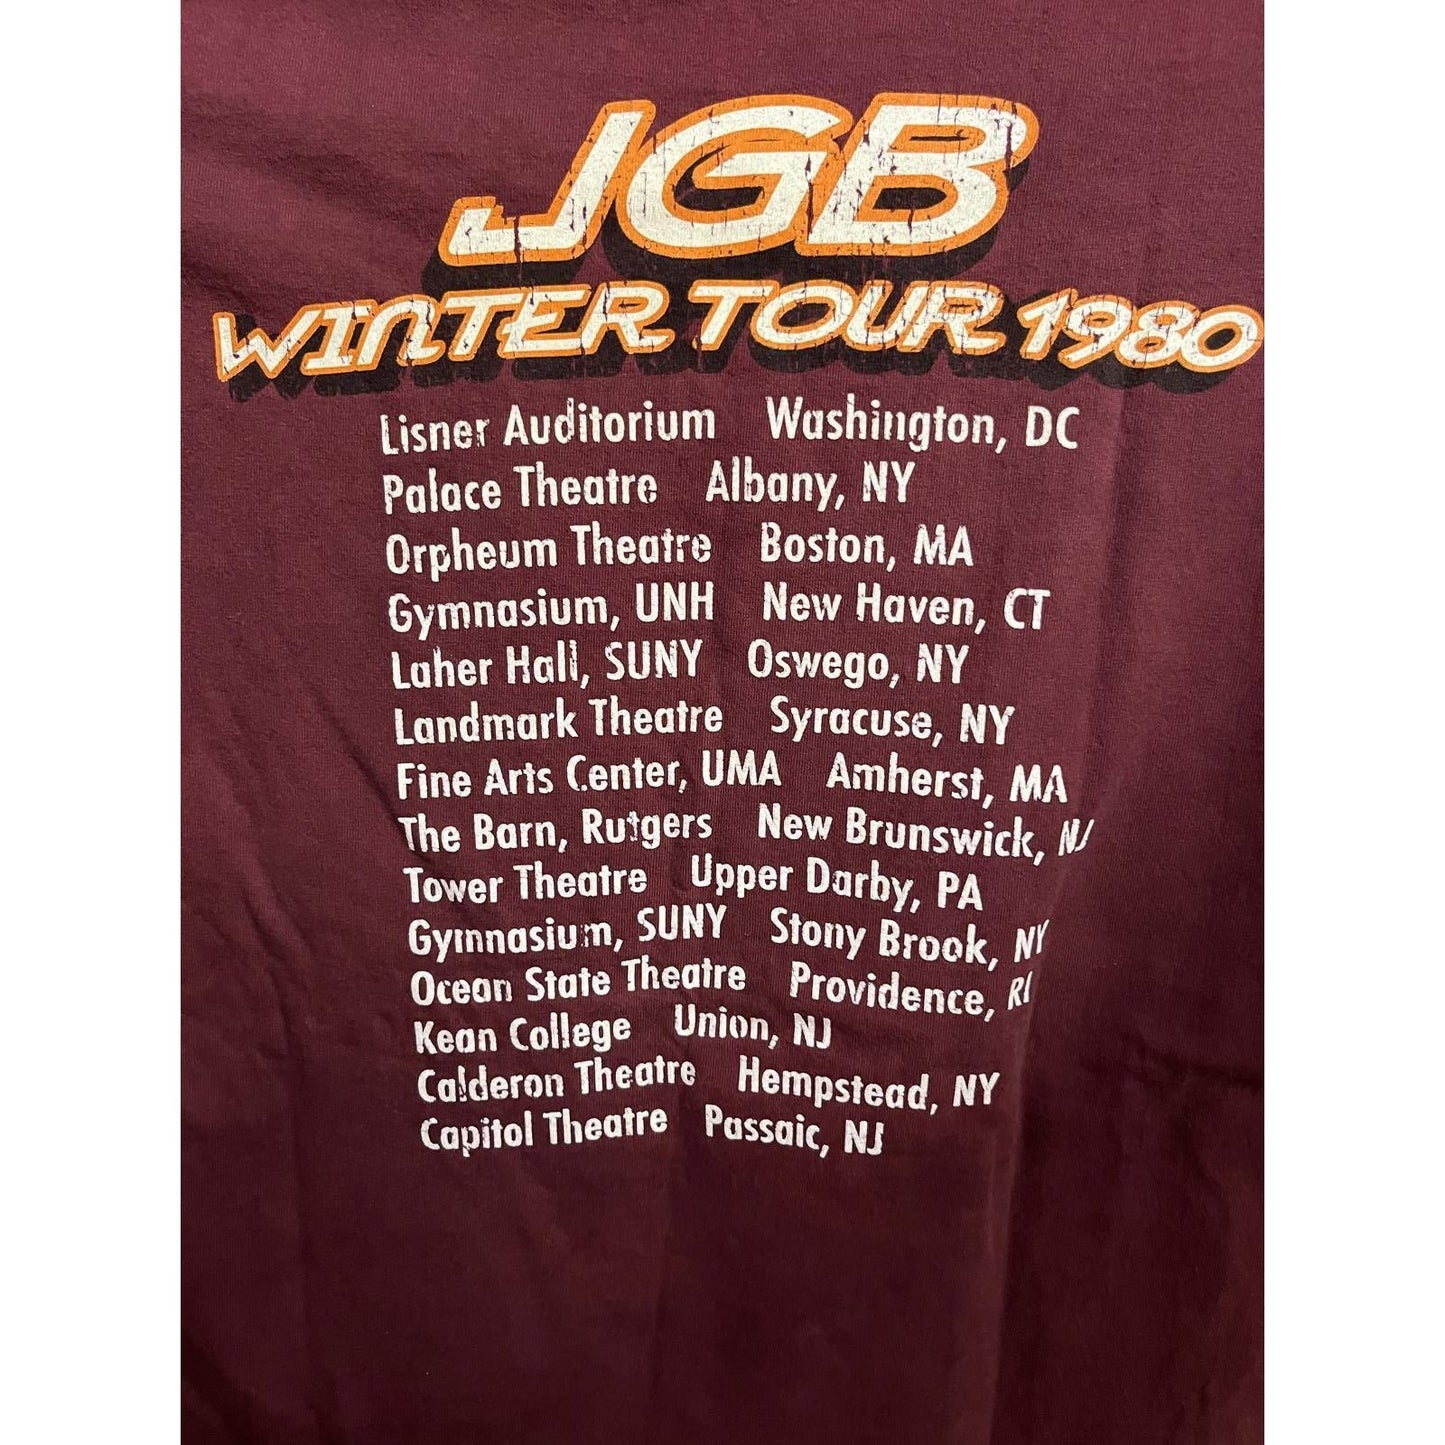 JGB
WINTER TOUR 1980
Lisner Auditorium Washington, DC
Palace Theatre Albany, NY
Orpheum Theatre Boston, MA
Gymnasium, UNH New Haven, CT
Laher Hall, SUNY Oswego, NY
Landmark Theatre Syracuse, NY
Fine Arts Center, UMA Amherst, MA
The Barn, Rutgers New Brunswick, NJ
Tower Theatre Upper Darby, PA
Gymnasium, SUNY Stony Brook, NY
Ocean State Theatre Providence, RI
Kean College Union, NJ
Calderon Theatre Hempstead, NY
Capitol Theatre Passaic, NJ